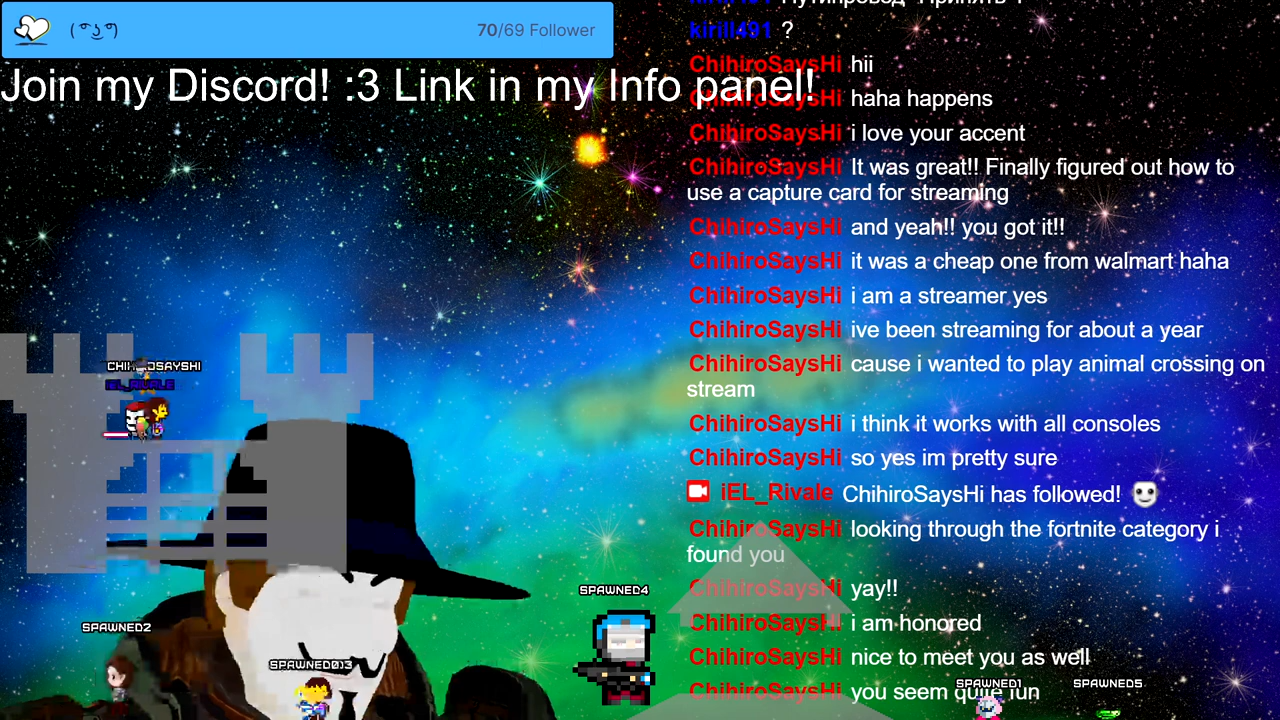 ( ͡° ͜ʖ ͡°)
70/69 Follower
Join my Discord! :3 Link in my Info panel!
kirill491 ?
ChihiroSaysHi hii
ChihiroSaysHi haha happens
ChihiroSaysHi i love your accent
ChihiroSaysHi It was great!! Finally figured out how to
use a capture card for streaming
ChihiroSaysHi and yeah!! you got it!!
ChihiroSaysHi it was a cheap one from walmart haha
ChihiroSaysHi i am a streamer yes
ChihiroSaysHi ive been streaming for about a year
ChihiroSaysHi cause i wanted to play animal crossing on
stream
ChihiroSaysHi i think it works with all consoles
ChihiroSaysHi so yes im pretty sure
iEL_Rivale ChihiroSaysHi has followed!
ChihiroSaysHi looking through the fortnite category i
found you
ChihiroSaysHi yay!!
ChihiroSaysHi i am honored
ChihiroSaysHi nice to meet you as well
ChihiroSaysHi you seem quite fun
CHIHIROSAYSHI
IEL_RIVALE
SPAWNED4
SPAWNED2
SPAWNED013
SPAWNED1
SPAWNED5